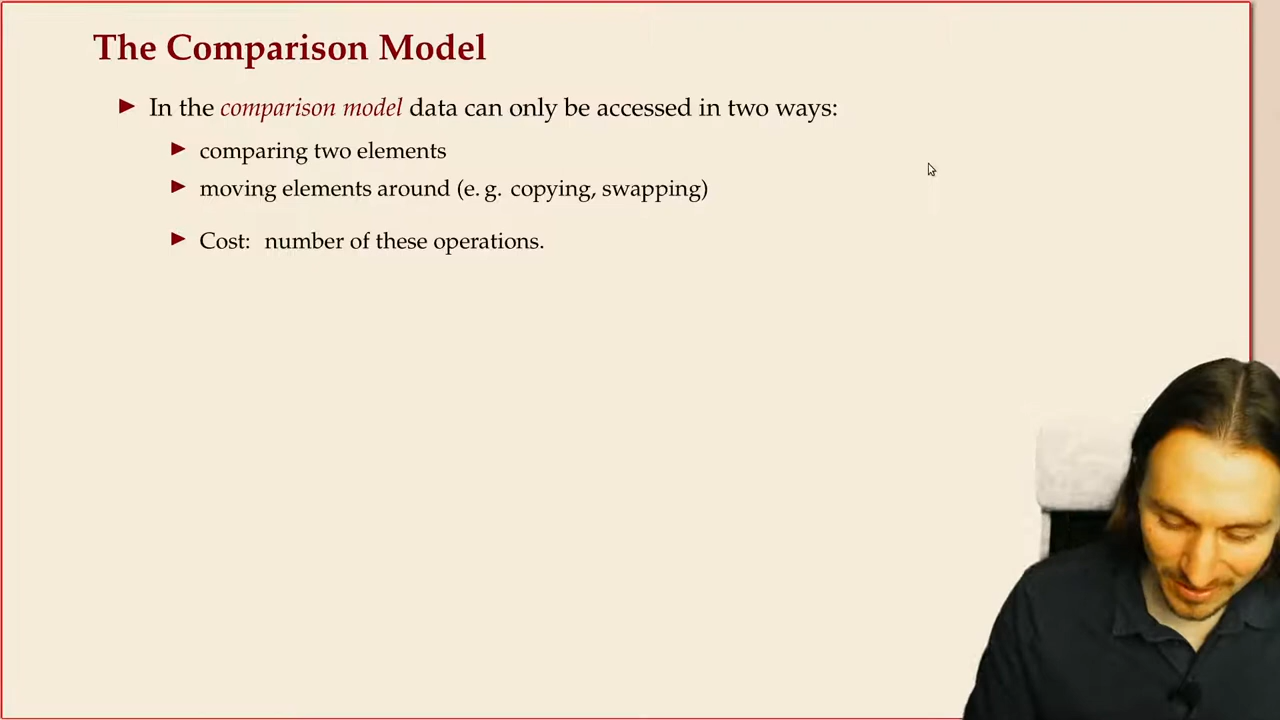 The Comparison Model
▶ In the comparison model data can only be accessed in two ways:
▶ comparing two elements
▶ moving elements around (e. g. copying, swapping)
▶ Cost: number of these operations.